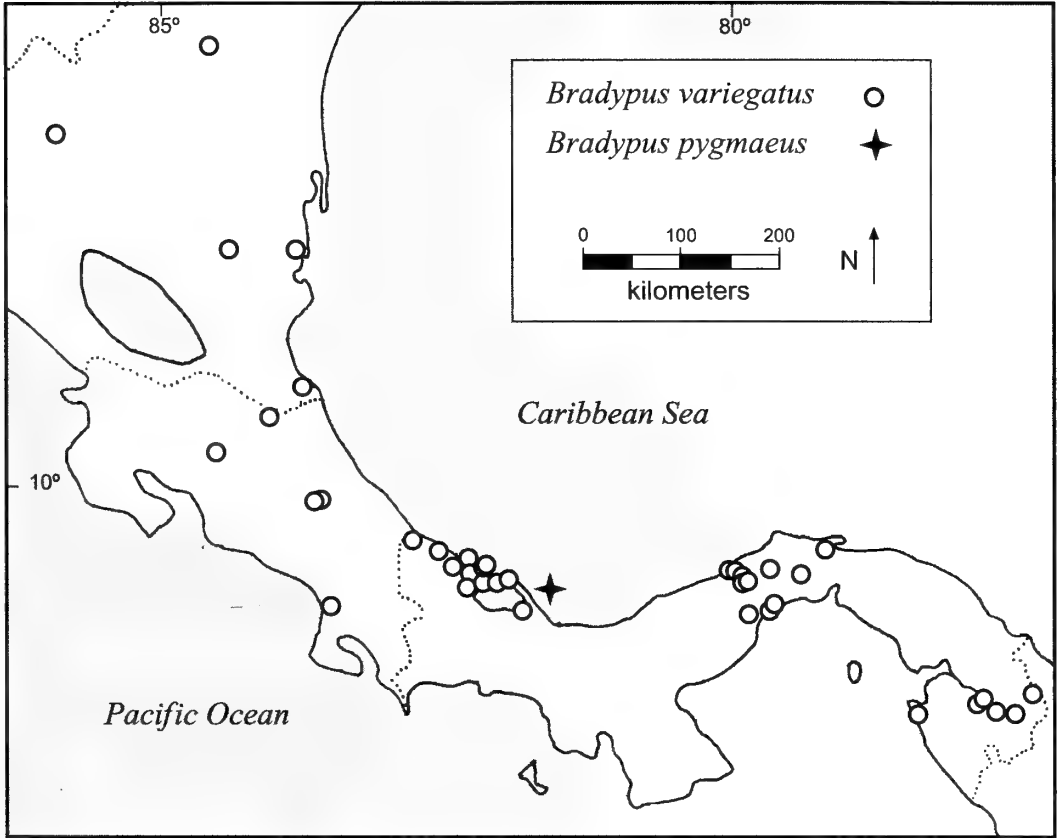 85º 80º
Bradypus variegatus
Bradypus pygmaeus
0 100 200
N
kilometers
Caribbean Sea
10º
Pacific Ocean